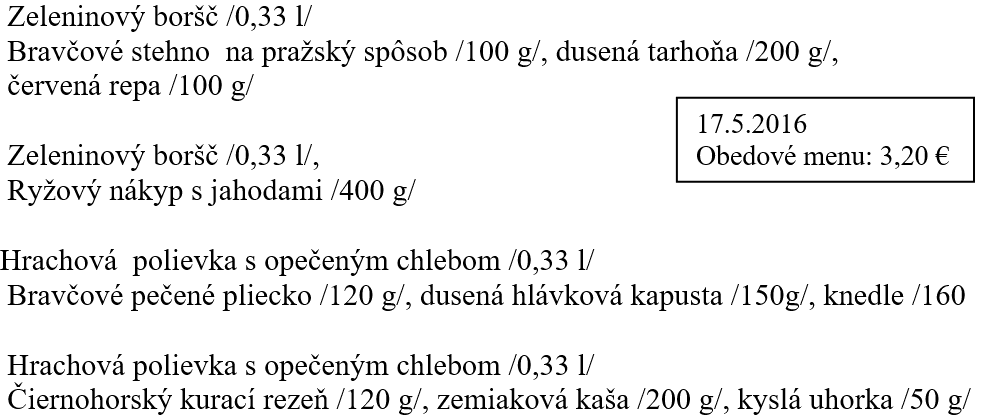 Zeleninový boršč /0,33 l/
Bravčové stehno  na pražský spôsob /100 g/, dusená tarhoňa /200 g/,
červená repa /100 g/
17.5.2016
Obedové menu: 3,20 €
Zeleninový boršč /0,33 l/,
Ryžový nákyp s jahodami /400 g/
Hrachová  polievka s opečeným chlebom /0,33 l/
Bravčové pečené pliecko /120 g/, dusená hlávková kapusta /150g/, knedle /160
Hrachová polievka s opečeným chlebom /0,33 l/
Čiernohorský kurací rezeň /120 g/, zemiaková kaša /200 g/, kyslá uhorka /50 g/